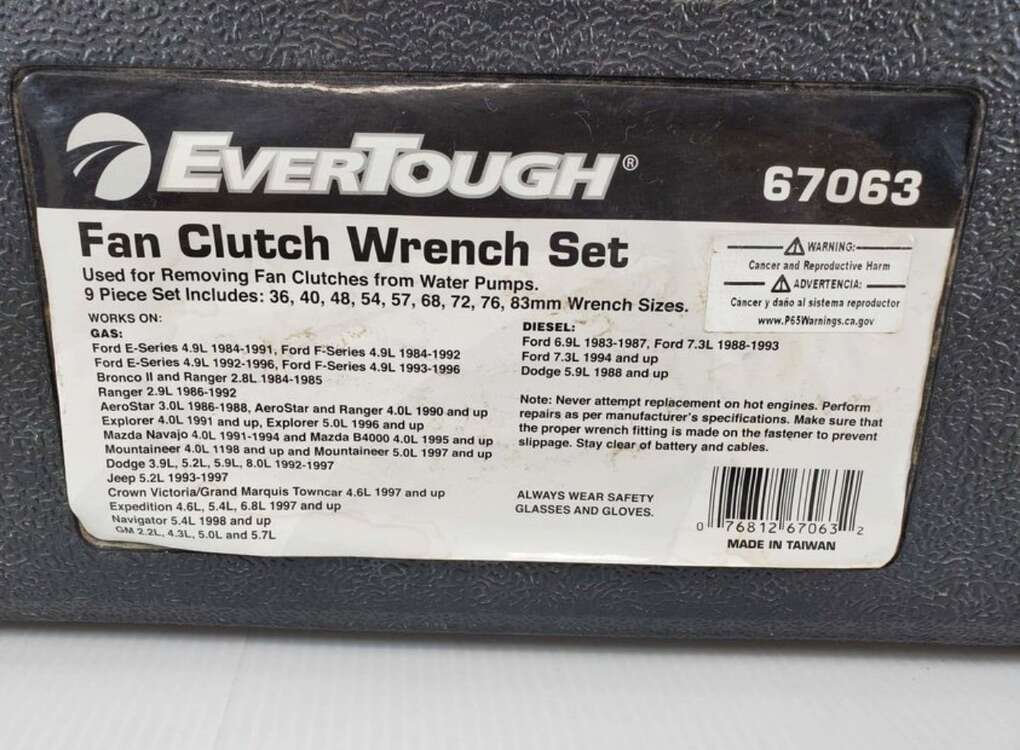 EVERTOUGH®
67063
Fan Clutch Wrench Set
Used for Removing Fan Clutches from Water Pumps.
9 Piece Set Includes: 36, 40, 48, 54, 57, 68, 72, 76, 83mm Wrench Sizes.
WORKS ON:
GAS:
Ford E-Series 4.9L 1984-1991, Ford F-Series 4.9L 1984-1992
Ford E-Series 4.9L 1992-1996, Ford F-Series 4.9L 1993-1996
Bronco II and Ranger 2.8L 1984-1985
Ranger 2.9L 1986-1992
AeroStar 3.0L 1986-1988, AeroStar and Ranger 4.0L 1990 and up
Explorer 4.0L 1991 and up, Explorer 5.0L 1996 and up
Mazda Navajo 4.0L 1991-1994 and Mazda B4000 4.0L 1995 and up
Mountaineer 4.0L 1198 and up and Mountaineer 5.0L 1997 and up
Dodge 3.9L, 5.2L, 5.9L, 8.0L 1992-1997
Jeep 5.2L 1993-1997
Crown Victoria/Grand Marquis Towncar 4.6L 1997 and up
Expedition 4.6L, 5.4L, 6.8L 1997 and up
Navigator 5.4L 1998 and up
GM 2.2L, 4.3L, 5.0L and 5.7L
DIESEL:
Ford 6.9L 1983-1987, Ford 7.3L 1988-1993
Ford 7.3L 1994 and up
Dodge 5.9L 1988 and up
Note: Never attempt replacement on hot engines. Perform
repairs as per manufacturer's specifications. Make sure that
the proper wrench fitting is made on the fastener to prevent
slippage. Stay clear of battery and cables.
ALWAYS WEAR SAFETY
GLASSES AND GLOVES.
WARNING:
Cancer and Reproductive Harm
ADVERTENCIA:
Cáncer y daño al sistema reproductor
www.P65Warnings.ca.gov
0 76812 67063 2
MADE IN TAIWAN